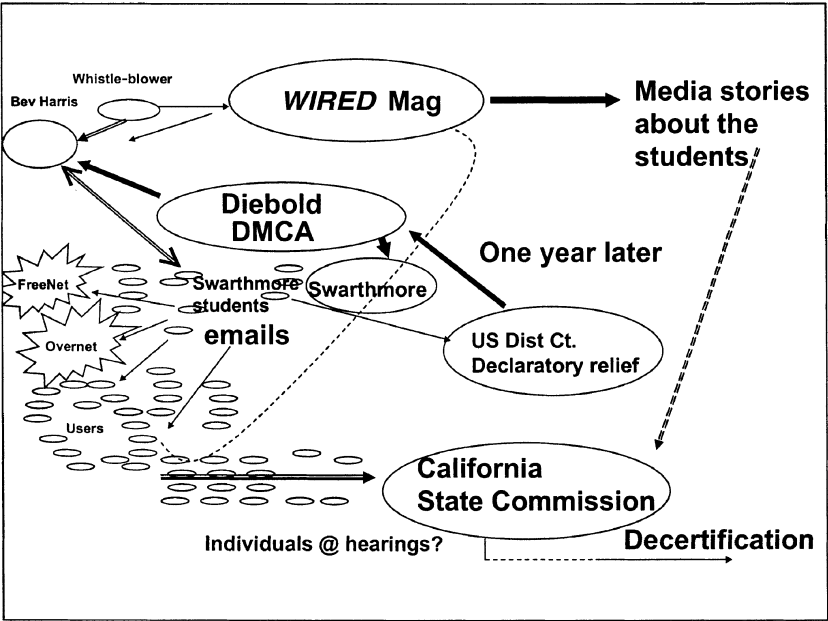 Whistle-blower
Bev Harris
WIRED Mag
Media stories
about the
students
Diebold
DMCA
One year later
FreeNet
Swarthmore
students
emails
Swarthmore
Overnet
US Dist Ct.
Declaratory relief
Users
California
State Commission
Individuals @ hearings?
Decertification